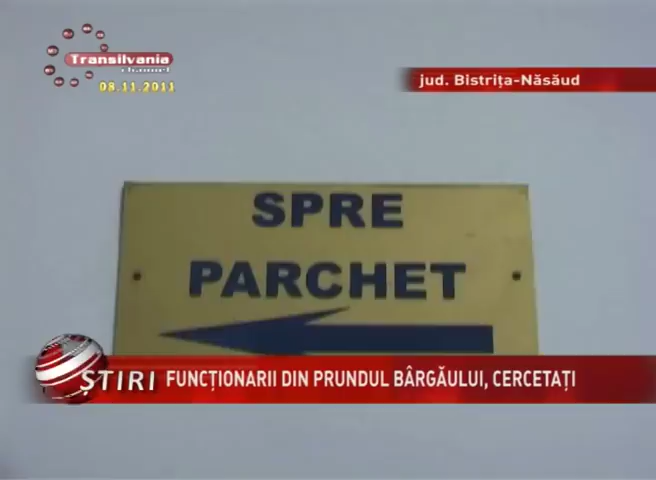 Transilvania
channel
08.11.2011
jud. Bistrița-Năsăud
SPRE
PARCHET
ȘTIRI
FUNCȚIONARII DIN PRUNDUL BÂRGĂULUI, CERCETAȚI